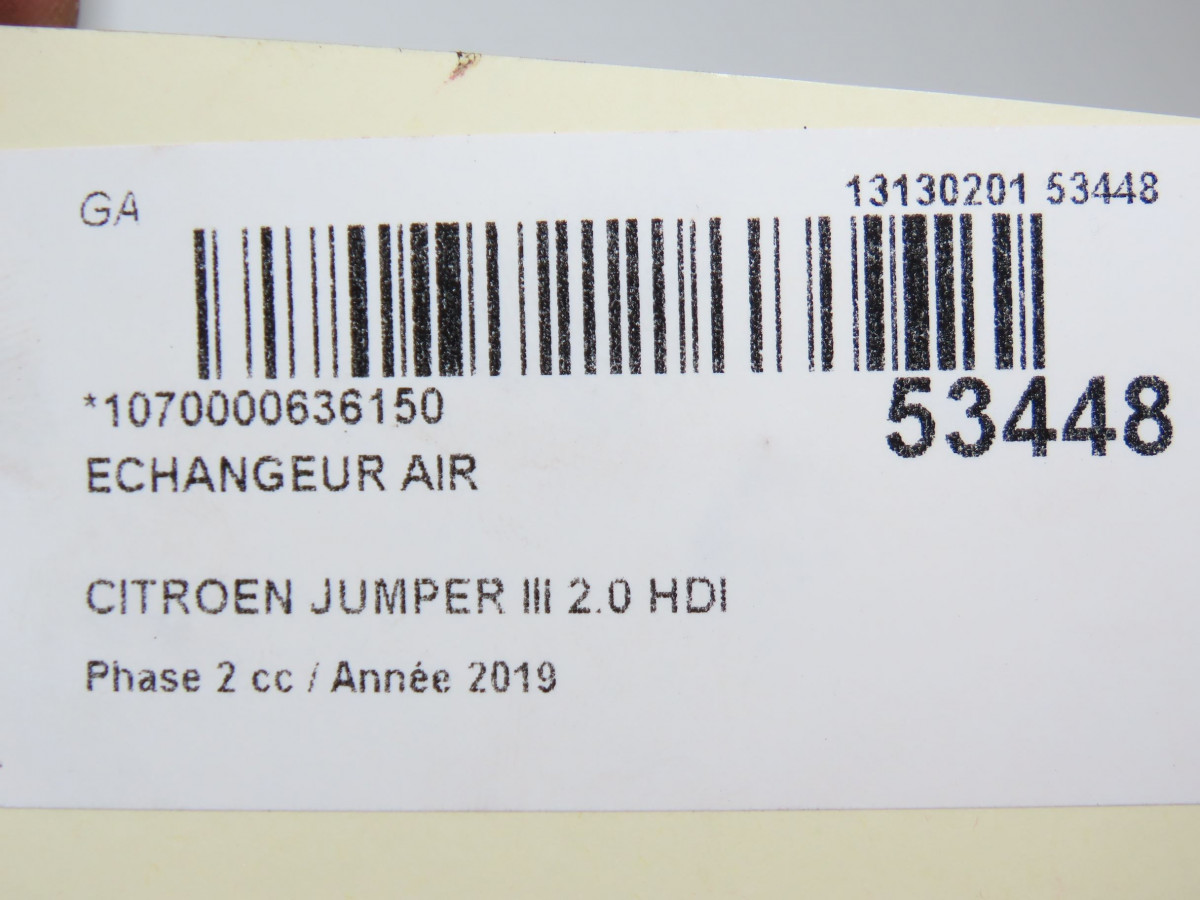 GA
13130201 53448
*1070000636150
53448
ECHANGEUR AIR
CITROEN JUMPER III 2.0 HDI
Phase 2 cc / Année 2019